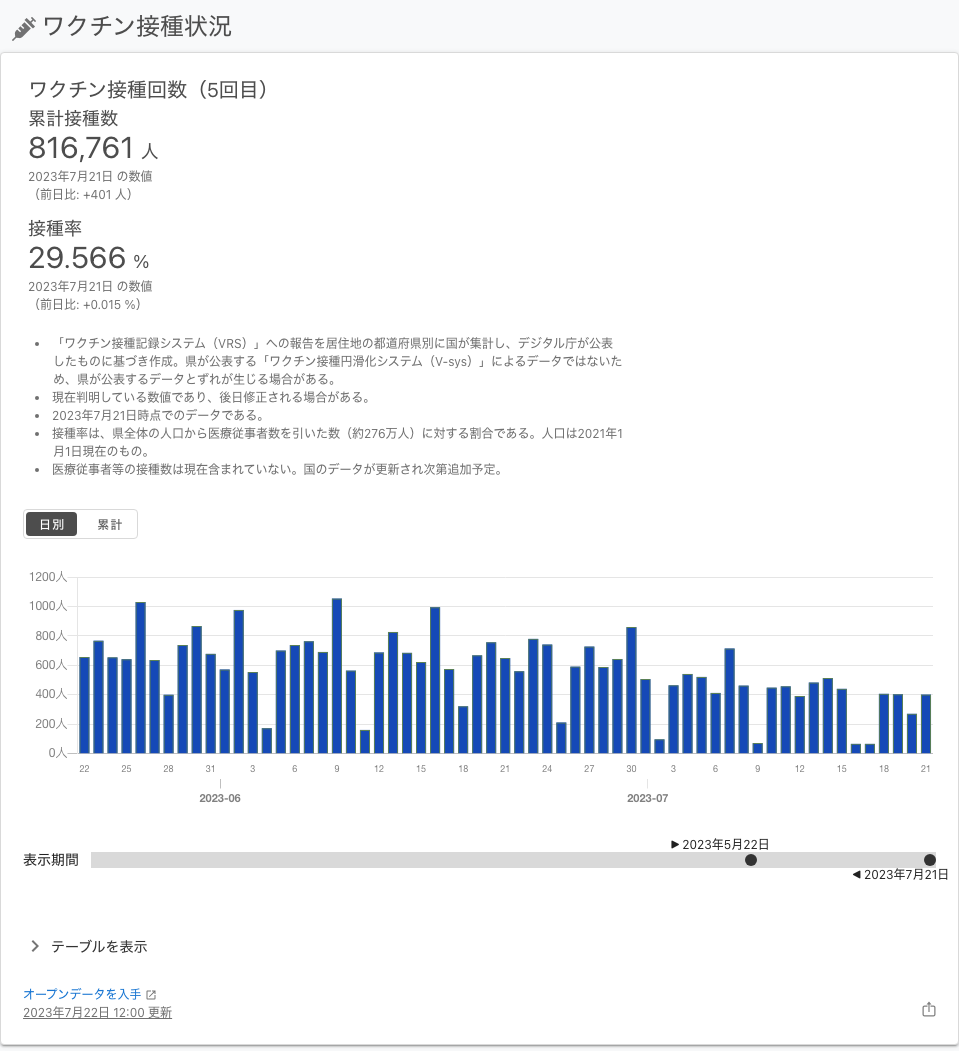 ワクチン接種状況
ワクチン接種回数（5回目）
累計接種数
816,761 人
2023年7月21日 の数値
（前日比: +401 人）
接種率
29.566 %
2023年7月21日 の数値
（前日比: +0.015 %）
• 「ワクチン接種記録システム（VRS）」への報告を居住地の都道府県別に国が集計し、デジタル庁が公表
したものに基づき作成。県が公表する「ワクチン接種円滑化システム（V-sys）」によるデータではないた
め、県が公表するデータとずれが生じる場合がある。
• 現在判明している数値であり、後日修正される場合がある。
• 2023年7月21日時点でのデータである。
• 接種率は、県全体の人口から医療従事者数を引いた数（約276万人）に対する割合である。人口は2021年1
月1日現在のもの。
• 医療従事者等の接種数は現在含まれていない。国のデータが更新され次第追加予定。
日別 累計
1200人
1000人
800人
600人
400人
200人
0人
22 25 28 31 3 6 9 12 15 18 21 24 27 30 3 6 9 12 15 18 21
2023-06 2023-07
▶ 2023年5月22日
表示期間
◀ 2023年7月21日
テーブルを表示
オープンデータを入手
2023年7月22日 12:00 更新